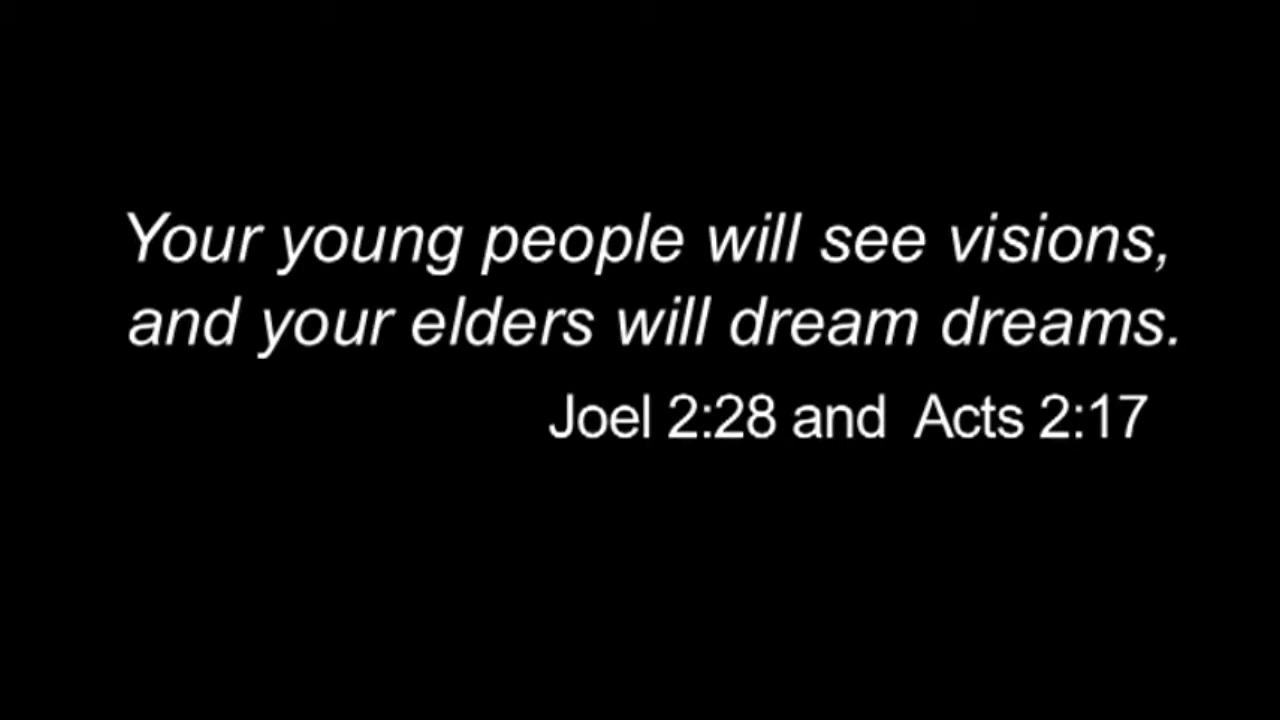 Your young people will see visions,
and your elders will dream dreams.
Joel 2:28 and Acts 2:17